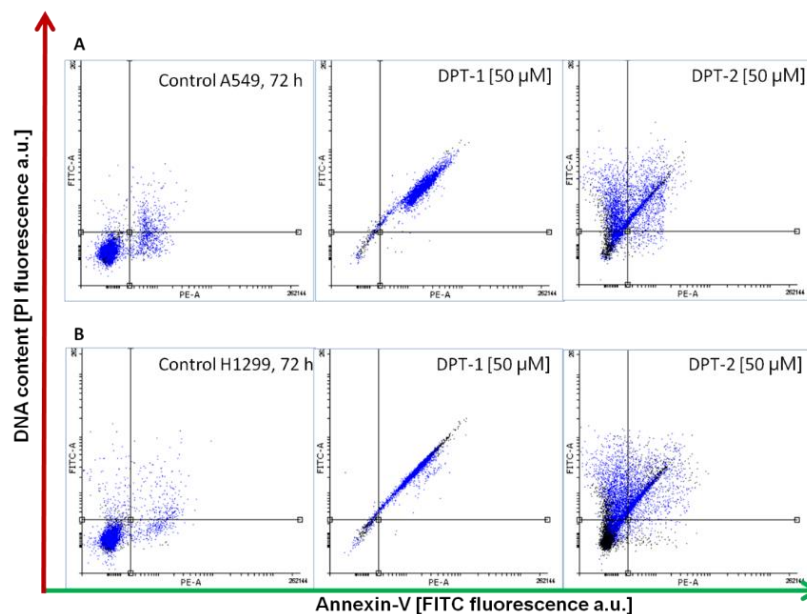 A
Control A549, 72 h
DPT-1 [50 µM]
DPT-2 [50 µM]
FITC-A
FITC-A
FITC-A
PE-A
262144
PE-A
262144
PE-A
262144
B
Control H1299, 72 h
DPT-1 [50 µM]
DPT-2 [50 µM]
FITC-A
FITC-A
FITC-A
PE-A
262144
PE-A
262144
PE-A
262144
DNA content [PI fluorescence a.u.]
Annexin-V [FITC fluorescence a.u.]